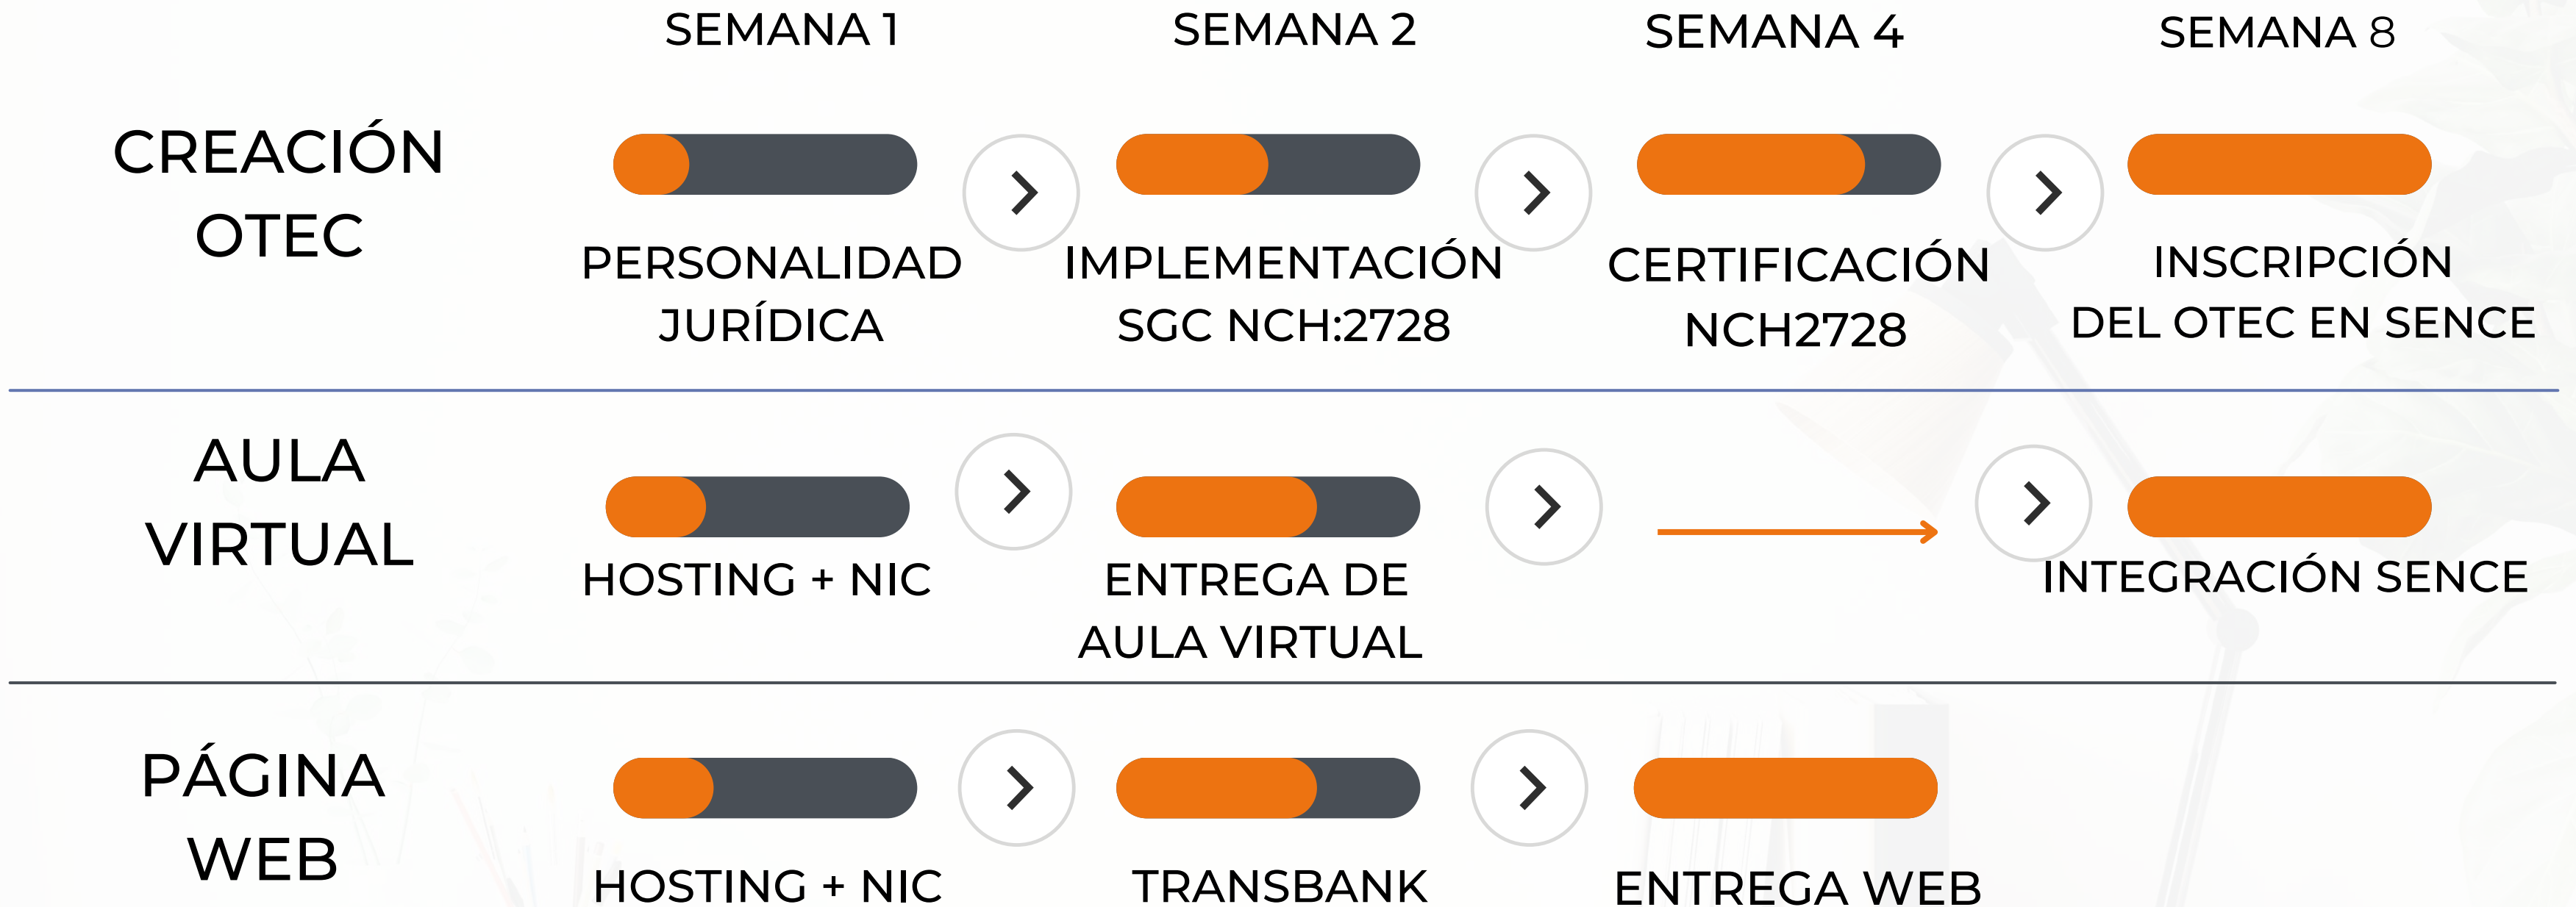 SEMANA 1
SEMANA 2
SEMANA 4
SEMANA 8
CREACIÓN
OTEC
PERSONALIDAD
JURÍDICA
IMPLEMENTACIÓN
SGC NCH:2728
CERTIFICACIÓN
NCH2728
INSCRIPCIÓN
DEL OTEC EN SENCE
AULA
VIRTUAL
HOSTING + NIC
ENTREGA DE
AULA VIRTUAL
INTEGRACIÓN SENCE
PÁGINA
WEB
HOSTING + NIC
TRANSBANK
ENTREGA WEB